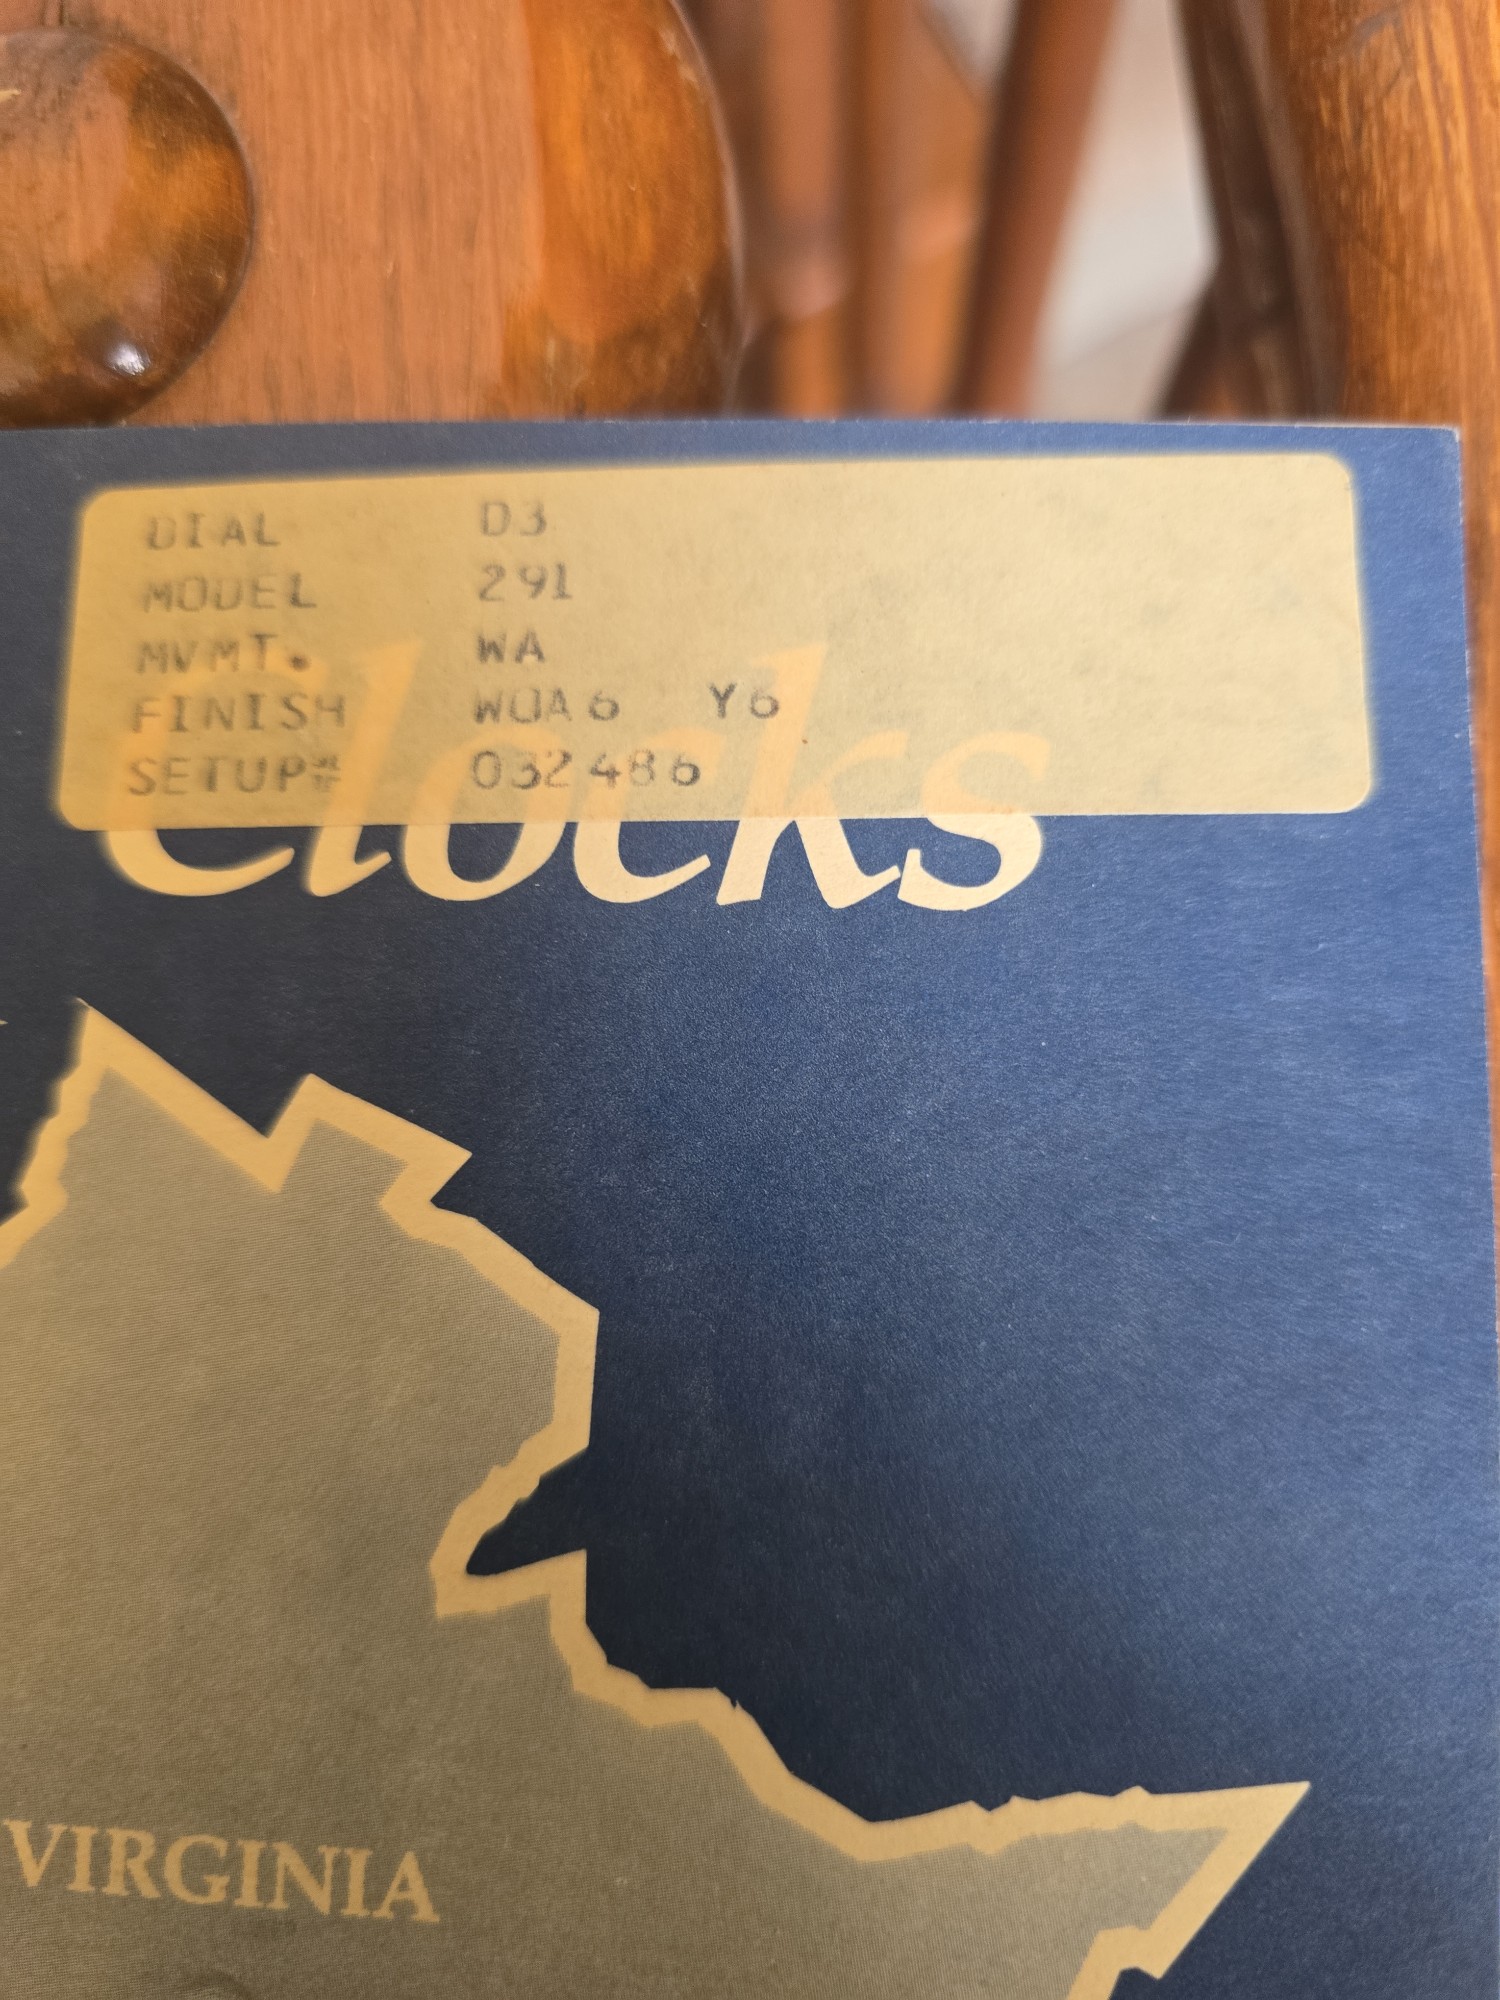 DIAL D3
MODEL 291
MVMT. WA
FINISH WOA6 Y6
SETUP# 032486
Clocks
VIRGINIA